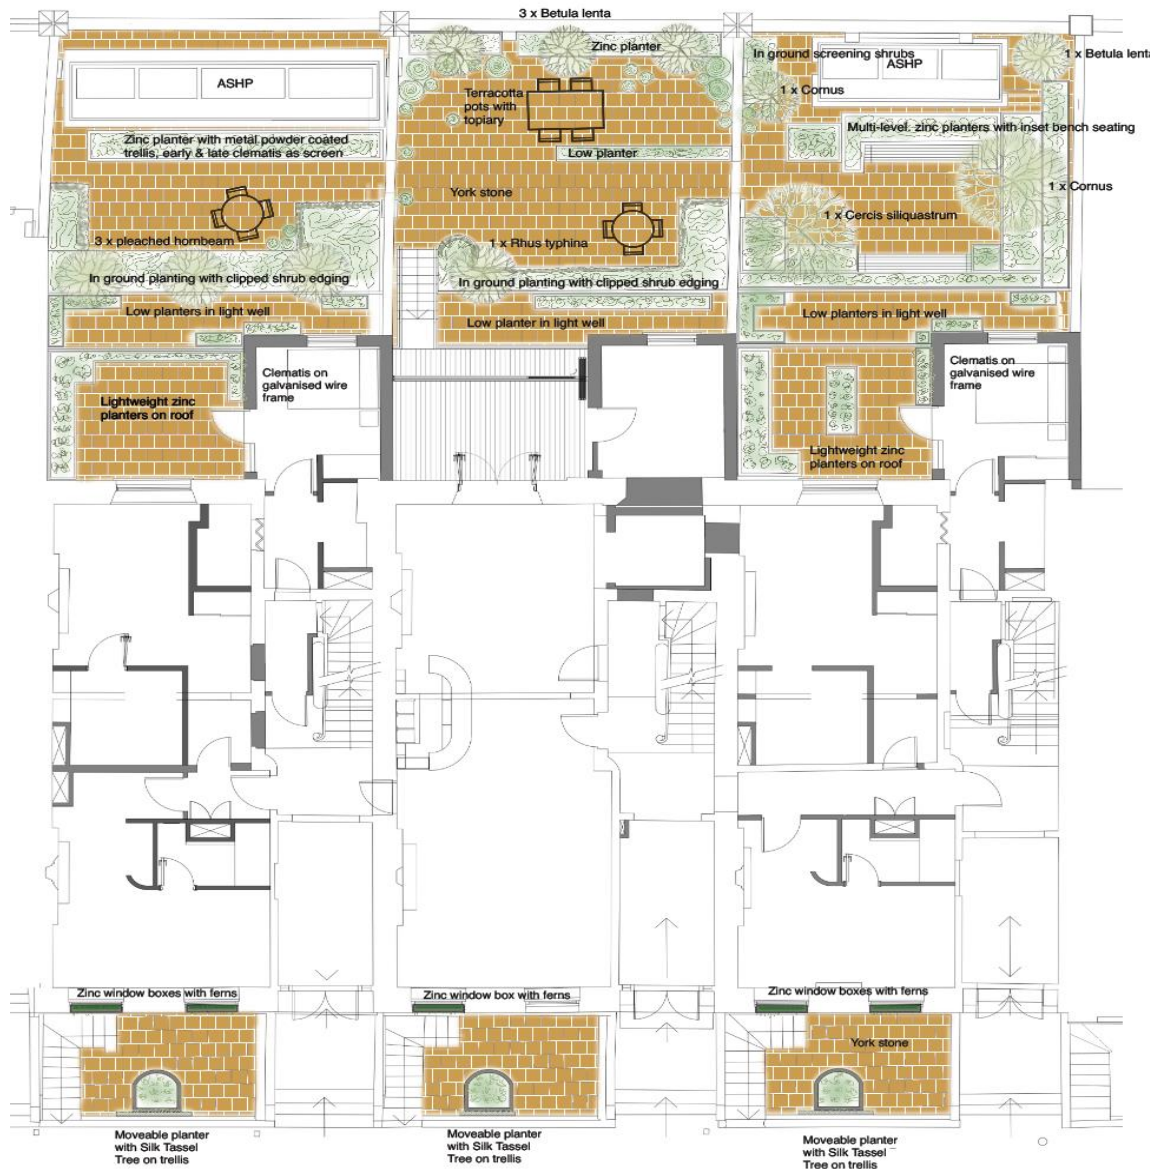 3 x Betula lenta
Zinc planter
In ground screening shrubs
1 x Betula lenta
ASHP
ASHP
1 x Cornus
Terracotta
pots with
topiary
Multi-level. zinc planters with inset bench seating
Zinc planter with metal powder coated
trellis, early & late clematis as screen
Low planter
York stone
1 x Cornus
1 x Cercis siliquastrum
3 x pleached hornbeam
1 x Rhus typhina
In ground planting with clipped shrub edging
In ground planting with clipped shrub edging
Low planters in light well
Low planter in light well
Low planters in light well
Clematis on
galvanised wire
frame
Clematis on
galvanised wire
frame
Lightweight zinc
planters on roof
Lightweight zinc
planters on roof
Zinc window boxes with ferns
Zinc window box with ferns
Zinc window boxes with ferns
York stone
Moveable planter
with Silk Tassel
Tree on trellis
Moveable planter
with Silk Tassel
Tree on trellis
Moveable planter
with Silk Tassel
Tree on trellis